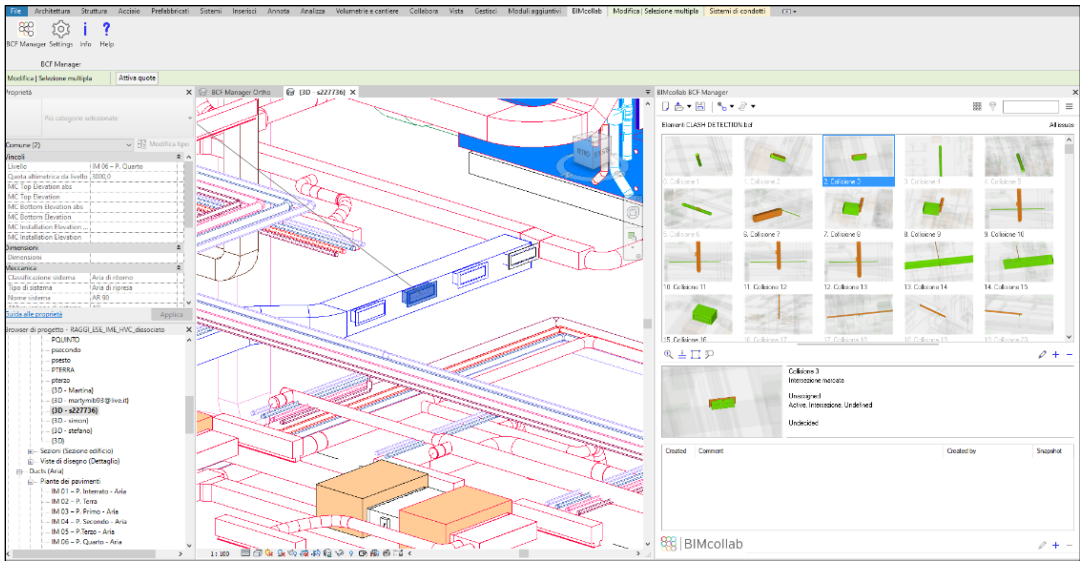 File Architettura Struttura Acciaio Prefabbricati Sistemi Inserisci Annota Analizza Volumetrie e cantiere Collabora Vista Gestisci Moduli aggiuntivi BIMcollab Modifica | Selezione multipla Sistemi di condotti
BCF Manager Settings Info Help
BCF Manager
Modifica | Selezione multipla Attiva quote
Proprietà
Più categorie selezionate
Comune (2) Modifica tipo
Vincoli
Livello IM 06 – P. Quarto
Quota altimetrica da livello 3000,0
MC Top Elevation abs
MC Top Elevation
MC Bottom Elevation abs
MC Bottom Elevation
MC Installation Elevation ...
MC Installation Elevation
Dimensioni
Dimensioni
Meccanica
Classificazione sistema Aria di ritorno
Tipo di sistema Aria di ripresa
Nome sistema AR 90
Guida alle proprietà Applica
Browser di progetto - RAGGI_ESE_IME_HVC_dissociato
PQUINTO
psecondo
psesto
PTERRA
pterzo
(3D - Martina)
(3D - martymib93@live.it)
(3D - s227736)
(3D - simon)
(3D - stefano)
(3D)
Sezioni (Sezione edificio)
Viste di disegno (Dettaglio)
Ducts (Aria)
Piante dei pavimenti
IM 01 – P. Interrato - Aria
IM 02 – P. Terra
IM 03 – P. Primo - Aria
IM 04 – P. Secondo - Aria
IM 05 – P.Terzo - Aria
IM 06 – P. Quarto - Aria
BCF Manager Ortho (3D - s227736)
1 : 100
BIMcollab BCF Manager
Elementi CLASH DETECTION.bcf All issues
0. Collisione 1 1. Collisione 2 2. Collisione 3 3. Collisione 4 4. Collisione 5
5. Collisione 6 6. Collisione 7 7. Collisione 8 8. Collisione 9 9. Collisione 10
10. Collisione 11 11. Collisione 12 12. Collisione 13 13. Collisione 14 14. Collisione 15
15. Collisione 16
Collisione 3
Intersezione marcata
Unassigned
Active, Intersezione, Undefined
Undecided
Created Comment Created by Snapshot
BIMcollab